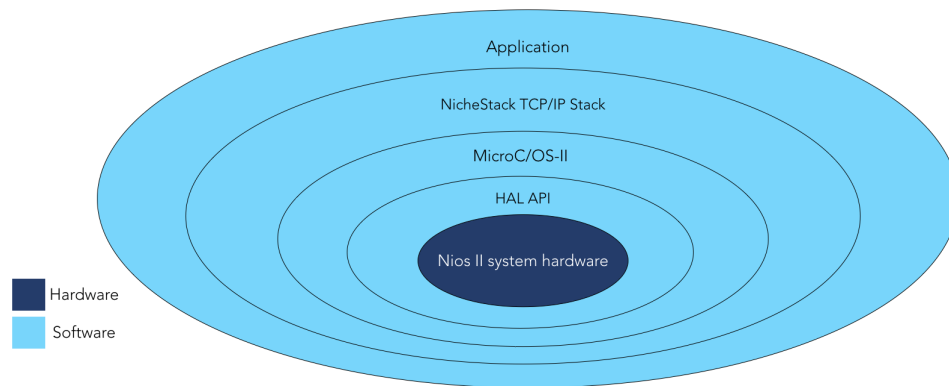 Application
NicheStack TCP/IP Stack
MicroC/OS-II
HAL API
Nios II system hardware
Hardware
Software